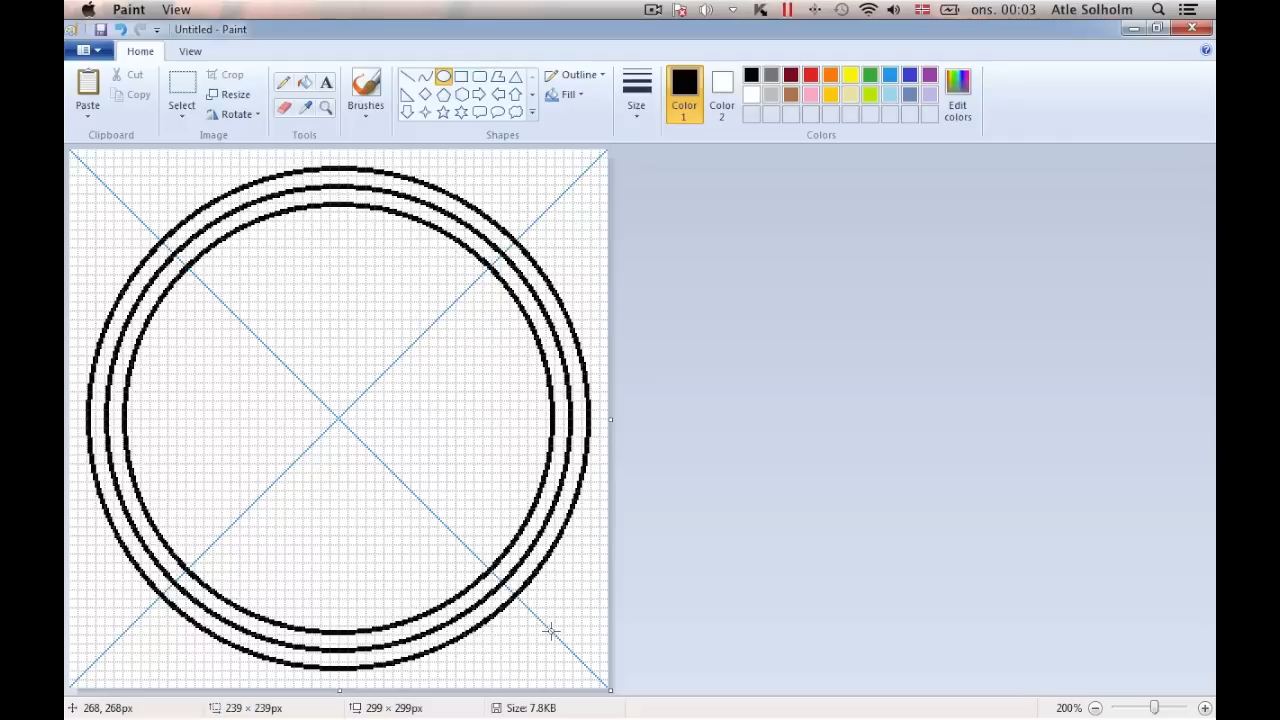 Paint View ons. 00:03 Atle Solholm
Untitled - Paint
Home View
Paste Cut Copy Select Crop Resize Rotate A Brushes Outline Fill Size Color 1 Color 2 Edit colors
Clipboard Image Tools Shapes Colors
268, 268px 239 × 239px 299 × 299px Size: 7.8KB 200%